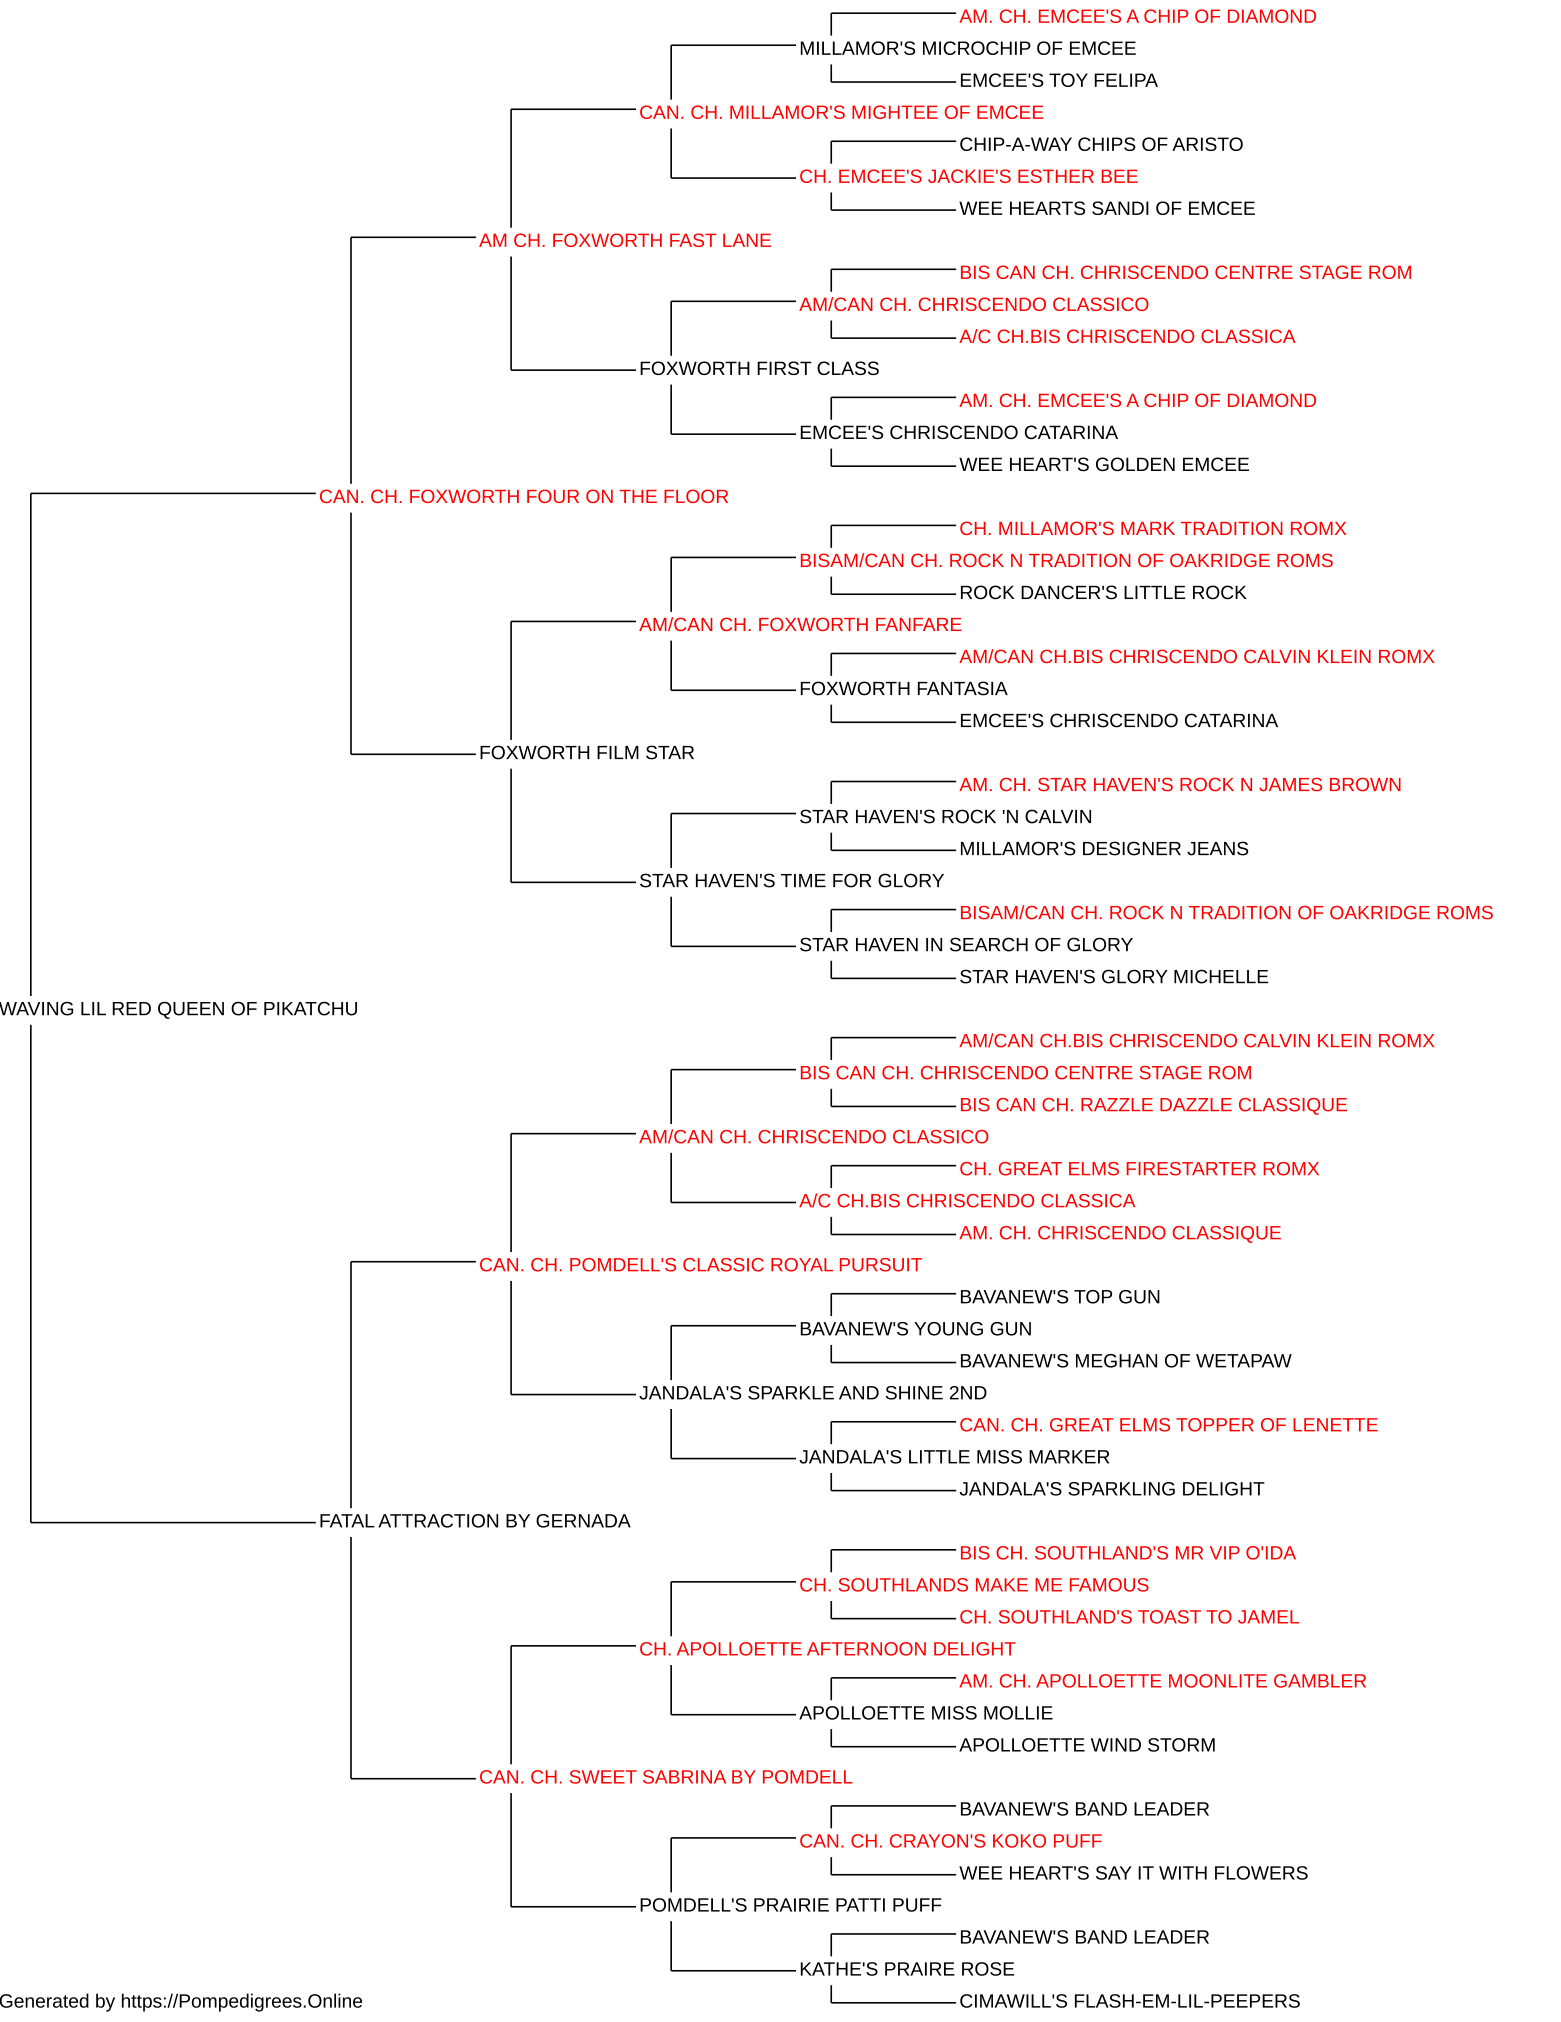 AM. CH. EMCEE'S A CHIP OF DIAMOND
MILLAMOR'S MICROCHIP OF EMCEE
EMCEE'S TOY FELIPA
CAN. CH. MILLAMOR'S MIGHTEE OF EMCEE
CHIP-A-WAY CHIPS OF ARISTO
CH. EMCEE'S JACKIE'S ESTHER BEE
WEE HEARTS SANDI OF EMCEE
AM CH. FOXWORTH FAST LANE
BIS CAN CH. CHRISCENDO CENTRE STAGE ROM
AM/CAN CH. CHRISCENDO CLASSICO
A/C CH.BIS CHRISCENDO CLASSICA
FOXWORTH FIRST CLASS
AM. CH. EMCEE'S A CHIP OF DIAMOND
EMCEE'S CHRISCENDO CATARINA
WEE HEART'S GOLDEN EMCEE
CAN. CH. FOXWORTH FOUR ON THE FLOOR
CH. MILLAMOR'S MARK TRADITION ROMX
BISAM/CAN CH. ROCK N TRADITION OF OAKRIDGE ROMS
ROCK DANCER'S LITTLE ROCK
AM/CAN CH. FOXWORTH FANFARE
AM/CAN CH.BIS CHRISCENDO CALVIN KLEIN ROMX
FOXWORTH FANTASIA
EMCEE'S CHRISCENDO CATARINA
FOXWORTH FILM STAR
AM. CH. STAR HAVEN'S ROCK N JAMES BROWN
STAR HAVEN'S ROCK 'N CALVIN
MILLAMOR'S DESIGNER JEANS
STAR HAVEN'S TIME FOR GLORY
BISAM/CAN CH. ROCK N TRADITION OF OAKRIDGE ROMS
STAR HAVEN IN SEARCH OF GLORY
STAR HAVEN'S GLORY MICHELLE
WAVING LIL RED QUEEN OF PIKATCHU
AM/CAN CH.BIS CHRISCENDO CALVIN KLEIN ROMX
BIS CAN CH. CHRISCENDO CENTRE STAGE ROM
BIS CAN CH. RAZZLE DAZZLE CLASSIQUE
AM/CAN CH. CHRISCENDO CLASSICO
CH. GREAT ELMS FIRESTARTER ROMX
A/C CH.BIS CHRISCENDO CLASSICA
AM. CH. CHRISCENDO CLASSIQUE
CAN. CH. POMDELL'S CLASSIC ROYAL PURSUIT
BAVANEW'S TOP GUN
BAVANEW'S YOUNG GUN
BAVANEW'S MEGHAN OF WETAPAW
JANDALA'S SPARKLE AND SHINE 2ND
CAN. CH. GREAT ELMS TOPPER OF LENETTE
JANDALA'S LITTLE MISS MARKER
JANDALA'S SPARKLING DELIGHT
FATAL ATTRACTION BY GERNADA
BIS CH. SOUTHLAND'S MR VIP O'IDA
CH. SOUTHLANDS MAKE ME FAMOUS
CH. SOUTHLAND'S TOAST TO JAMEL
CH. APOLLOETTE AFTERNOON DELIGHT
AM. CH. APOLLOETTE MOONLITE GAMBLER
APOLLOETTE MISS MOLLIE
APOLLOETTE WIND STORM
CAN. CH. SWEET SABRINA BY POMDELL
BAVANEW'S BAND LEADER
CAN. CH. CRAYON'S KOKO PUFF
WEE HEART'S SAY IT WITH FLOWERS
POMDELL'S PRAIRIE PATTI PUFF
BAVANEW'S BAND LEADER
KATHE'S PRAIRE ROSE
CIMAWILL'S FLASH-EM-LIL-PEEPERS
Generated by https://Pompedigrees.Online